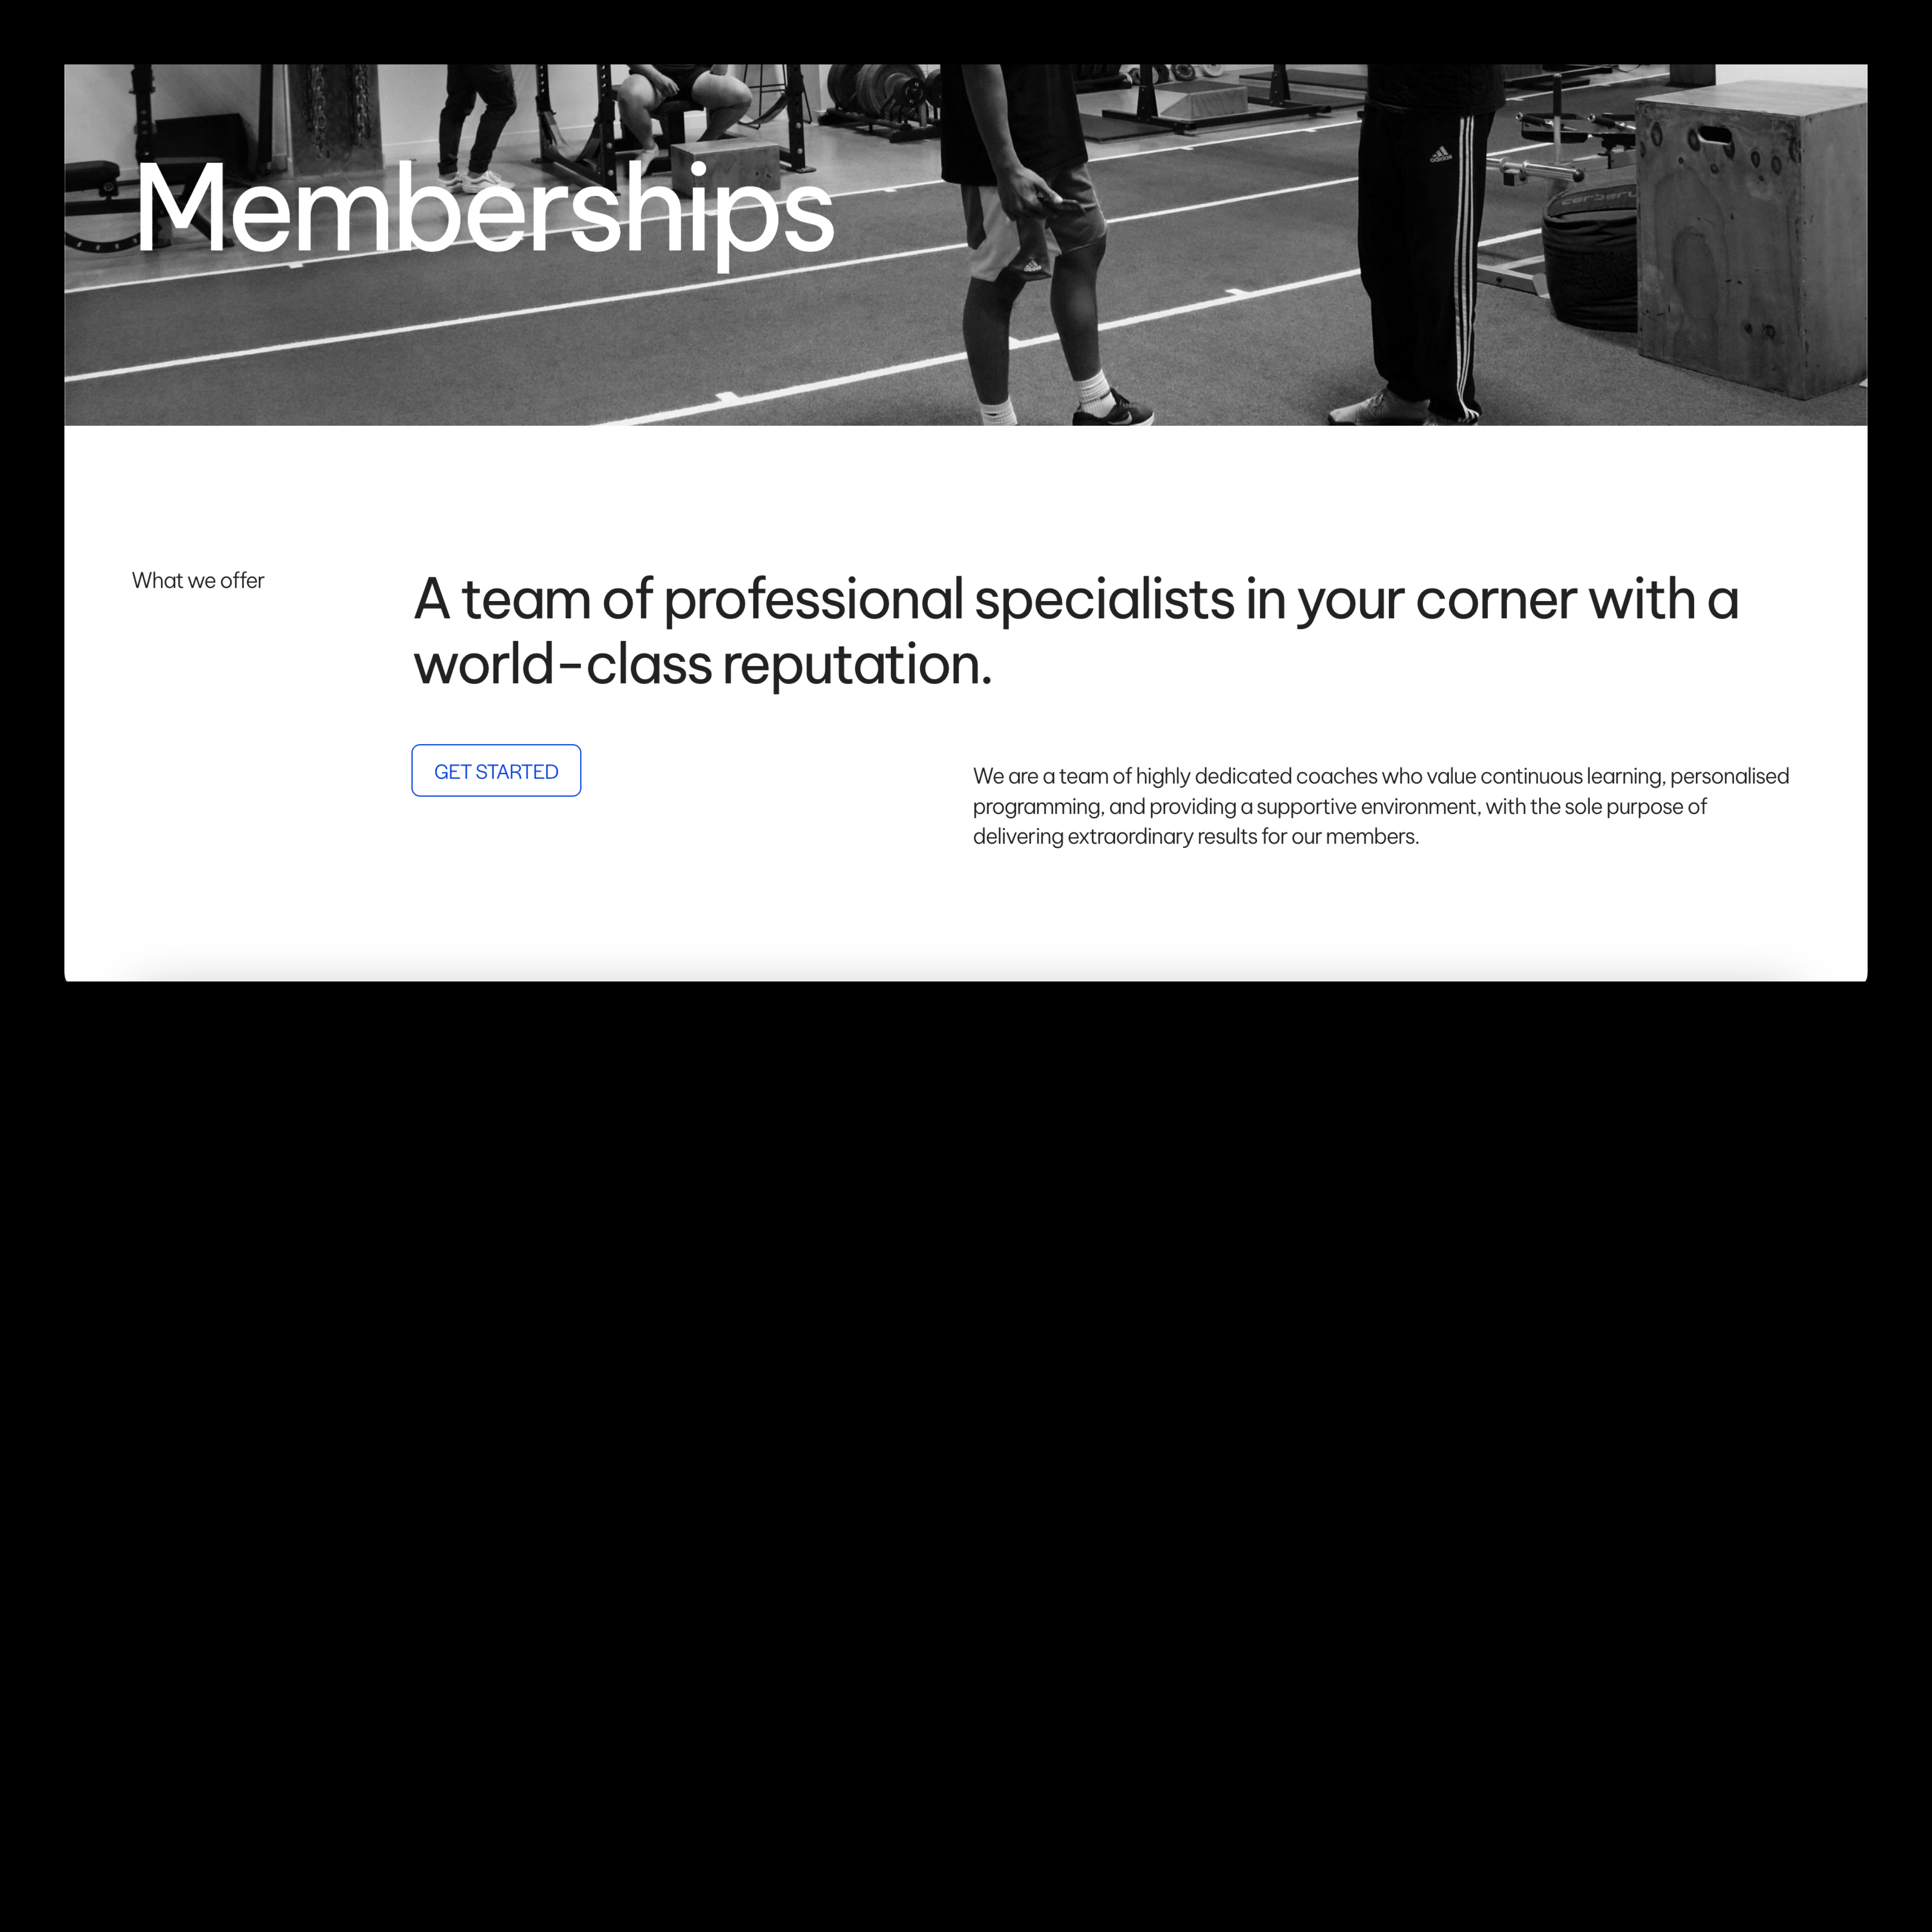 Memberships
What we offer
A team of professional specialists in your corner with a
world-class reputation.
GET STARTED
We are a team of highly dedicated coaches who value continuous learning, personalised
programming, and providing a supportive environment, with the sole purpose of
delivering extraordinary results for our members.
adidas
cerberus